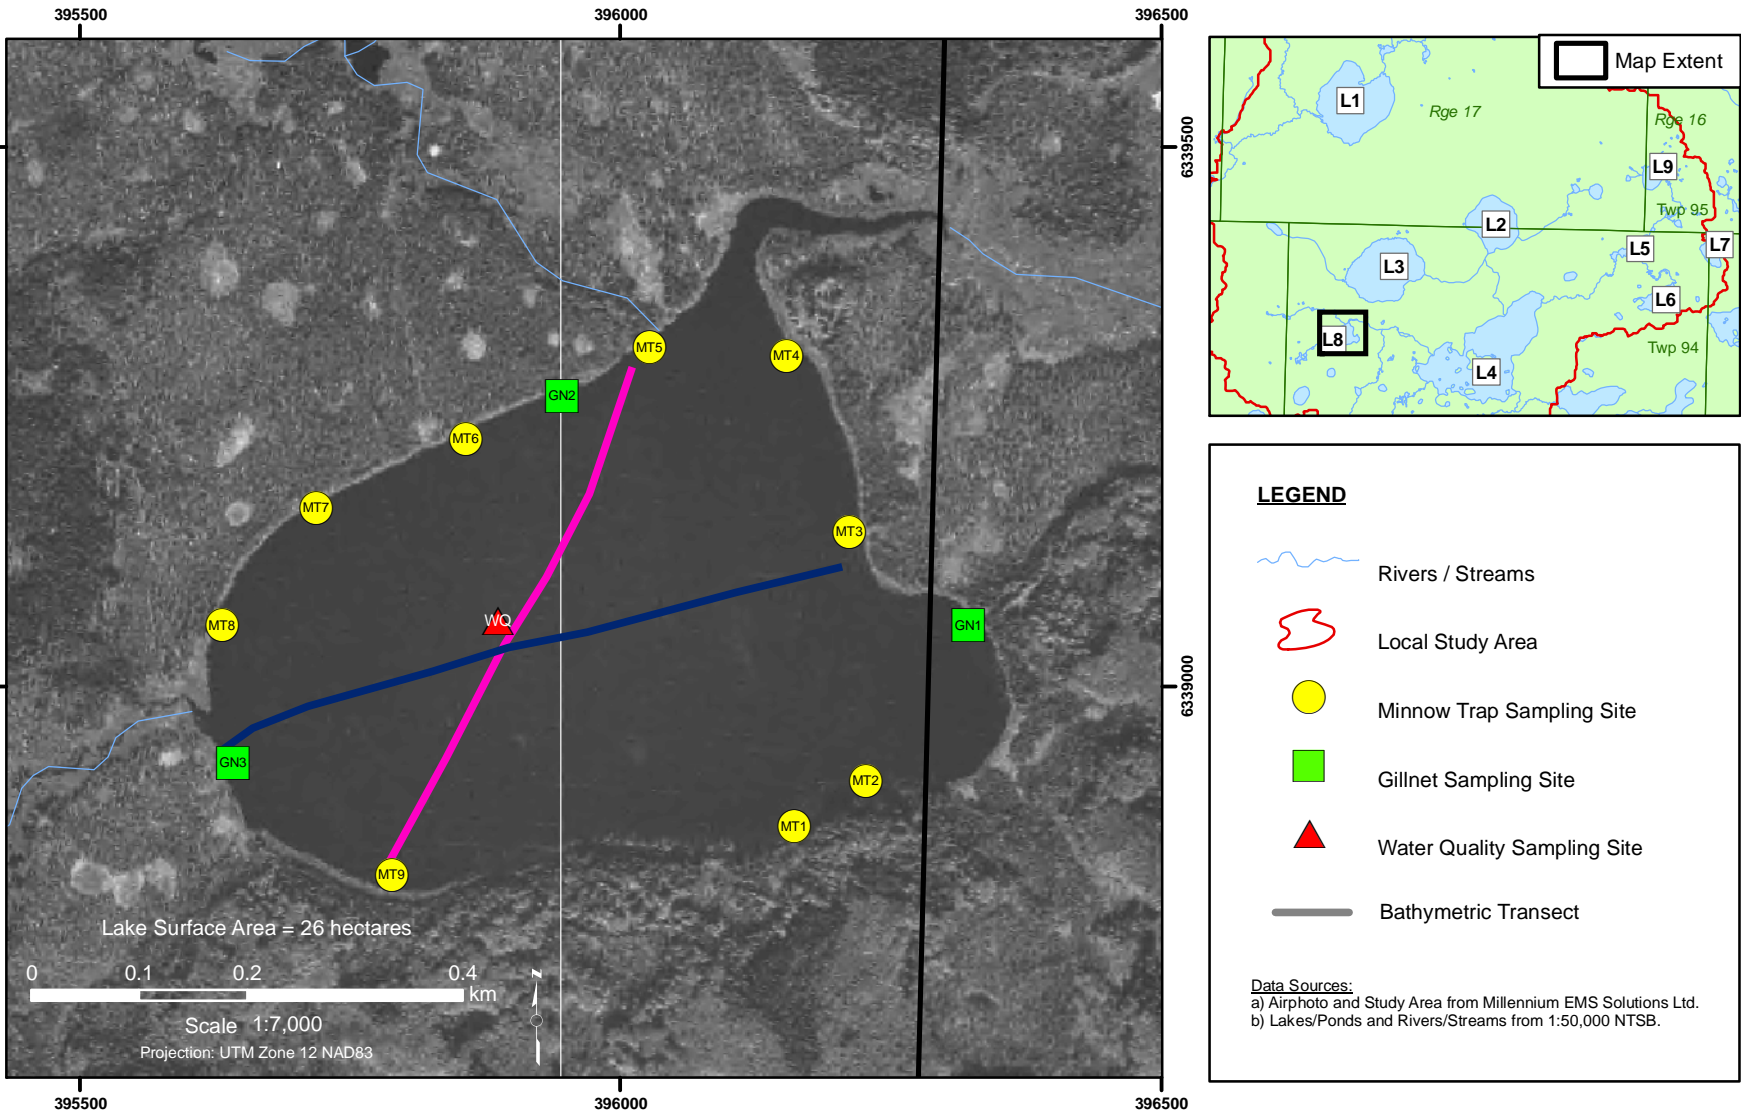 395500
396000
396500
6339500
6339000
MT5
MT4
GN2
MT6
MT7
MT3
WQ
MT8
GN1
GN3
MT2
MT1
MT9
Lake Surface Area = 26 hectares
0 0.1 0.2 0.4
km
N
Scale 1:7,000
Projection: UTM Zone 12 NAD83
395500
396000
396500
Map Extent
L1
Rge 17
Rge 16
L9
Twp 95
L2
L5
L7
L3
L6
L8
Twp 94
L4
LEGEND
Rivers / Streams
Local Study Area
Minnow Trap Sampling Site
Gillnet Sampling Site
Water Quality Sampling Site
Bathymetric Transect
Data Sources:
a) Airphoto and Study Area from Millennium EMS Solutions Ltd.
b) Lakes/Ponds and Rivers/Streams from 1:50,000 NTSB.